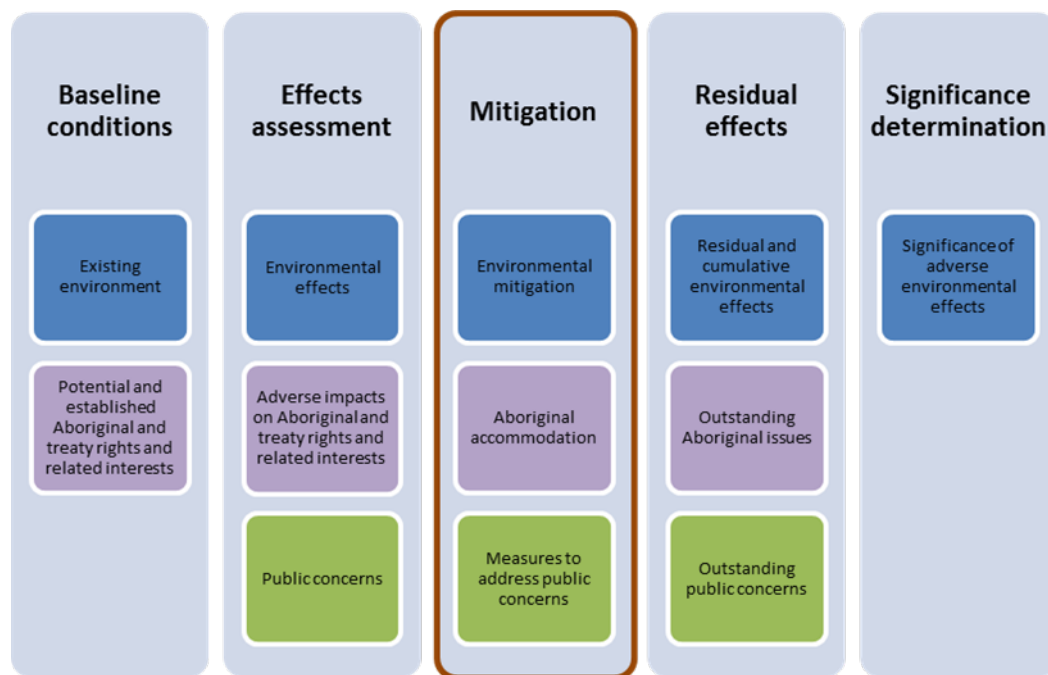 Baseline
conditions
Existing
environment
Potential and
established
Aboriginal and
treaty rights and
related interests
Effects
assessment
Environmental
effects
Adverse impacts
on Aboriginal and
treaty rights and
related interests
Public concerns
Mitigation
Environmental
mitigation
Aboriginal
accommodation
Measures to
address public
concerns
Residual
effects
Residual and
cumulative
environmental
effects
Outstanding
Aboriginal issues
Outstanding
public concerns
Significance
determination
Significance of
adverse
environmental
effects